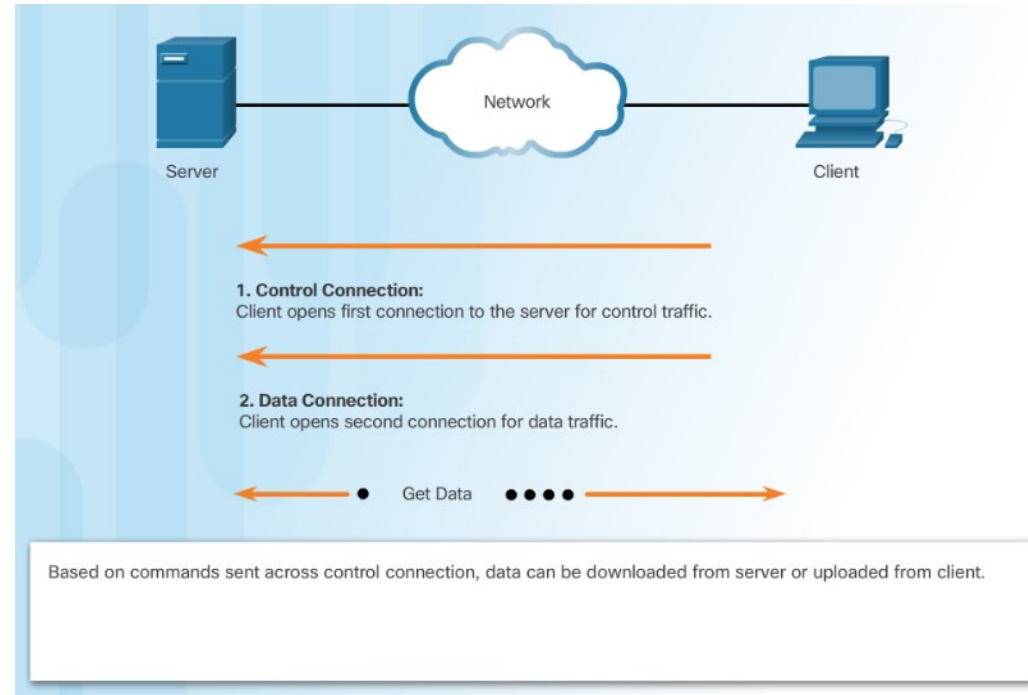 Network
Server
Client
1. Control Connection:
Client opens first connection to the server for control traffic.
2. Data Connection:
Client opens second connection for data traffic.
Get Data
Based on commands sent across control connection, data can be downloaded from server or uploaded from client.